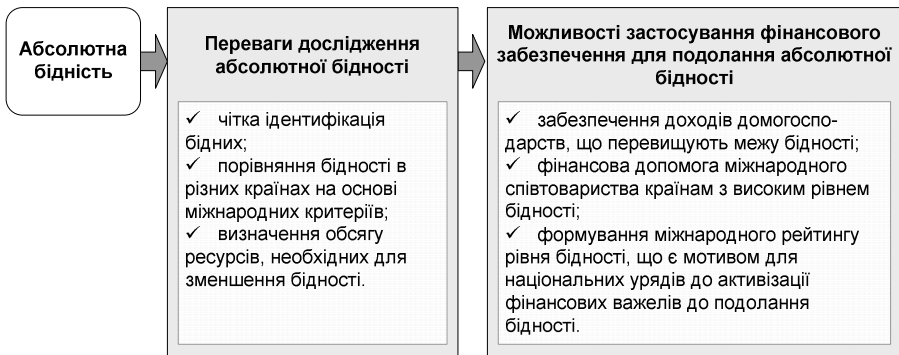 Абсолютна
бідність
Переваги дослідження
абсолютної бідності
✓ чітка ідентифікація
бідних;
✓ порівняння бідності в
різних країнах на основі
міжнародних критеріїв;
✓ визначення обсягу
ресурсів, необхідних для
зменшення бідності.
Можливості застосування фінансового
забезпечення для подолання абсолютної
бідності
✓ забезпечення доходів домогоспо-
дарств, що перевищують межу бідності;
✓ фінансова допомога міжнародного
співтовариства країнам з високим рівнем
бідності;
✓ формування міжнародного рейтингу
рівня бідності, що є мотивом для
національних урядів до активізації
фінансових важелів до подолання
бідності.